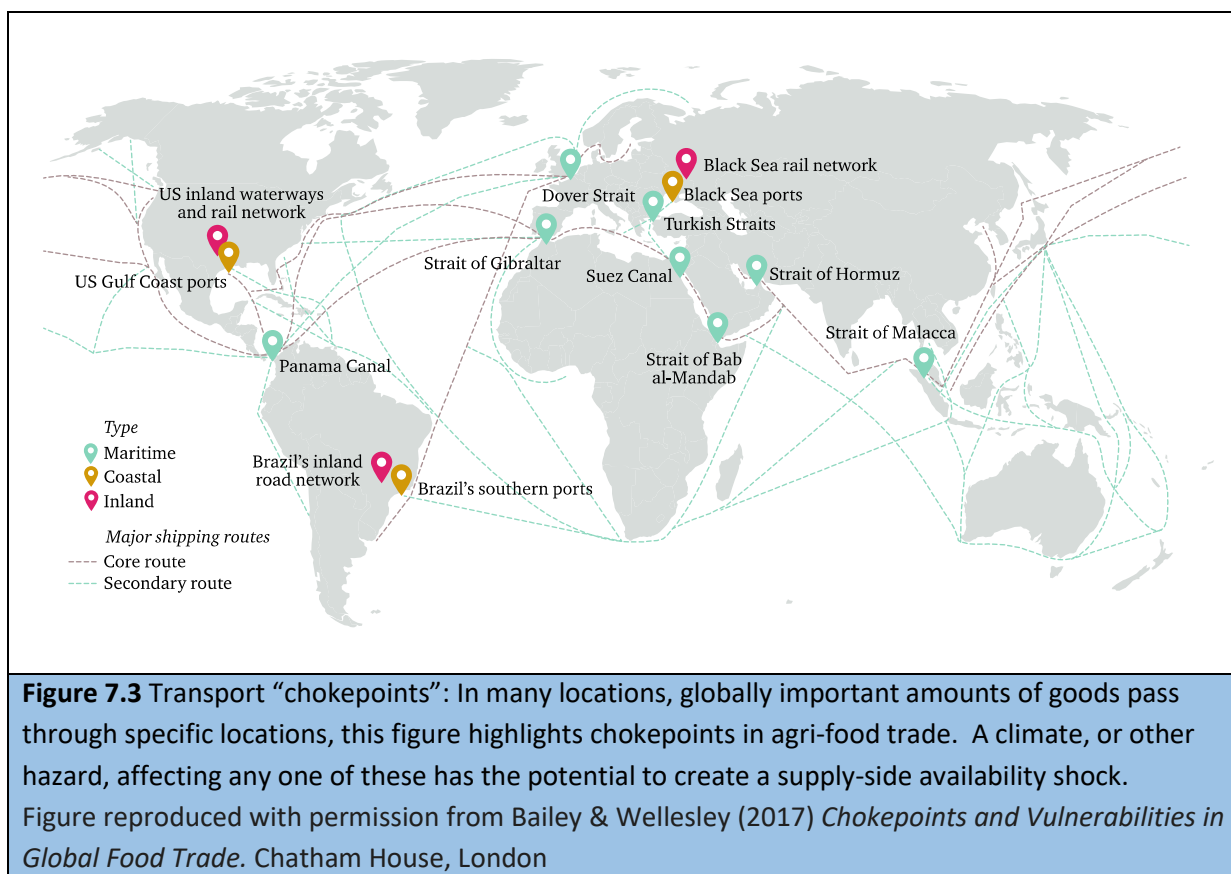 US inland waterways
and rail network
US Gulf Coast ports
Panama Canal
Dover Strait
Strait of Gibraltar
Black Sea rail network
Black Sea ports
Turkish Straits
Suez Canal
Strait of Hormuz
Strait of Bab
al-Mandab
Strait of Malacca
Brazil's inland
road network
Brazil's southern ports
Type
Maritime
Coastal
Inland
Major shipping routes
Core route
Secondary route
Figure 7.3 Transport “chokepoints”: In many locations, globally important amounts of goods pass
through specific locations, this figure highlights chokepoints in agri-food trade.  A climate, or other
hazard, affecting any one of these has the potential to create a supply-side availability shock.
Figure reproduced with permission from Bailey & Wellesley (2017) Chokepoints and Vulnerabilities in
Global Food Trade. Chatham House, London